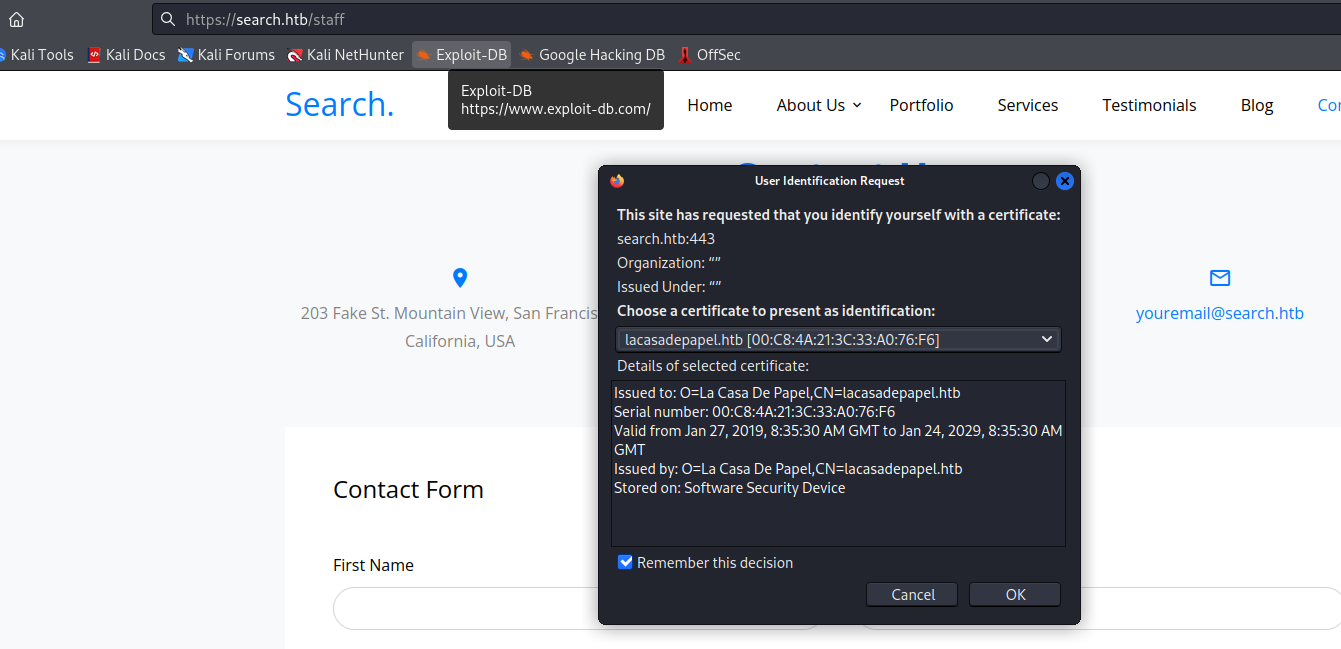 https://search.htb/staff
Kali Tools Kali Docs Kali Forums Kali NetHunter Exploit-DB Google Hacking DB OffSec
Exploit-DB
https://www.exploit-db.com/
Search. Home About Us Portfolio Services Testimonials Blog
User Identification Request
This site has requested that you identify yourself with a certificate:
search.htb:443
Organization: “”
Issued Under: “”
Choose a certificate to present as identification:
lacasadepapel.htb [00:C8:4A:21:3C:33:A0:76:F6]
Details of selected certificate:
Issued to: O=La Casa De Papel,CN=lacasadepapel.htb
Serial number: 00:C8:4A:21:3C:33:A0:76:F6
Valid from Jan 27, 2019, 8:35:30 AM GMT to Jan 24, 2029, 8:35:30 AM
GMT
Issued by: O=La Casa De Papel,CN=lacasadepapel.htb
Stored on: Software Security Device
Remember this decision
Cancel OK
203 Fake St. Mountain View, San Francis
California, USA
youremail@search.htb
Contact Form
First Name